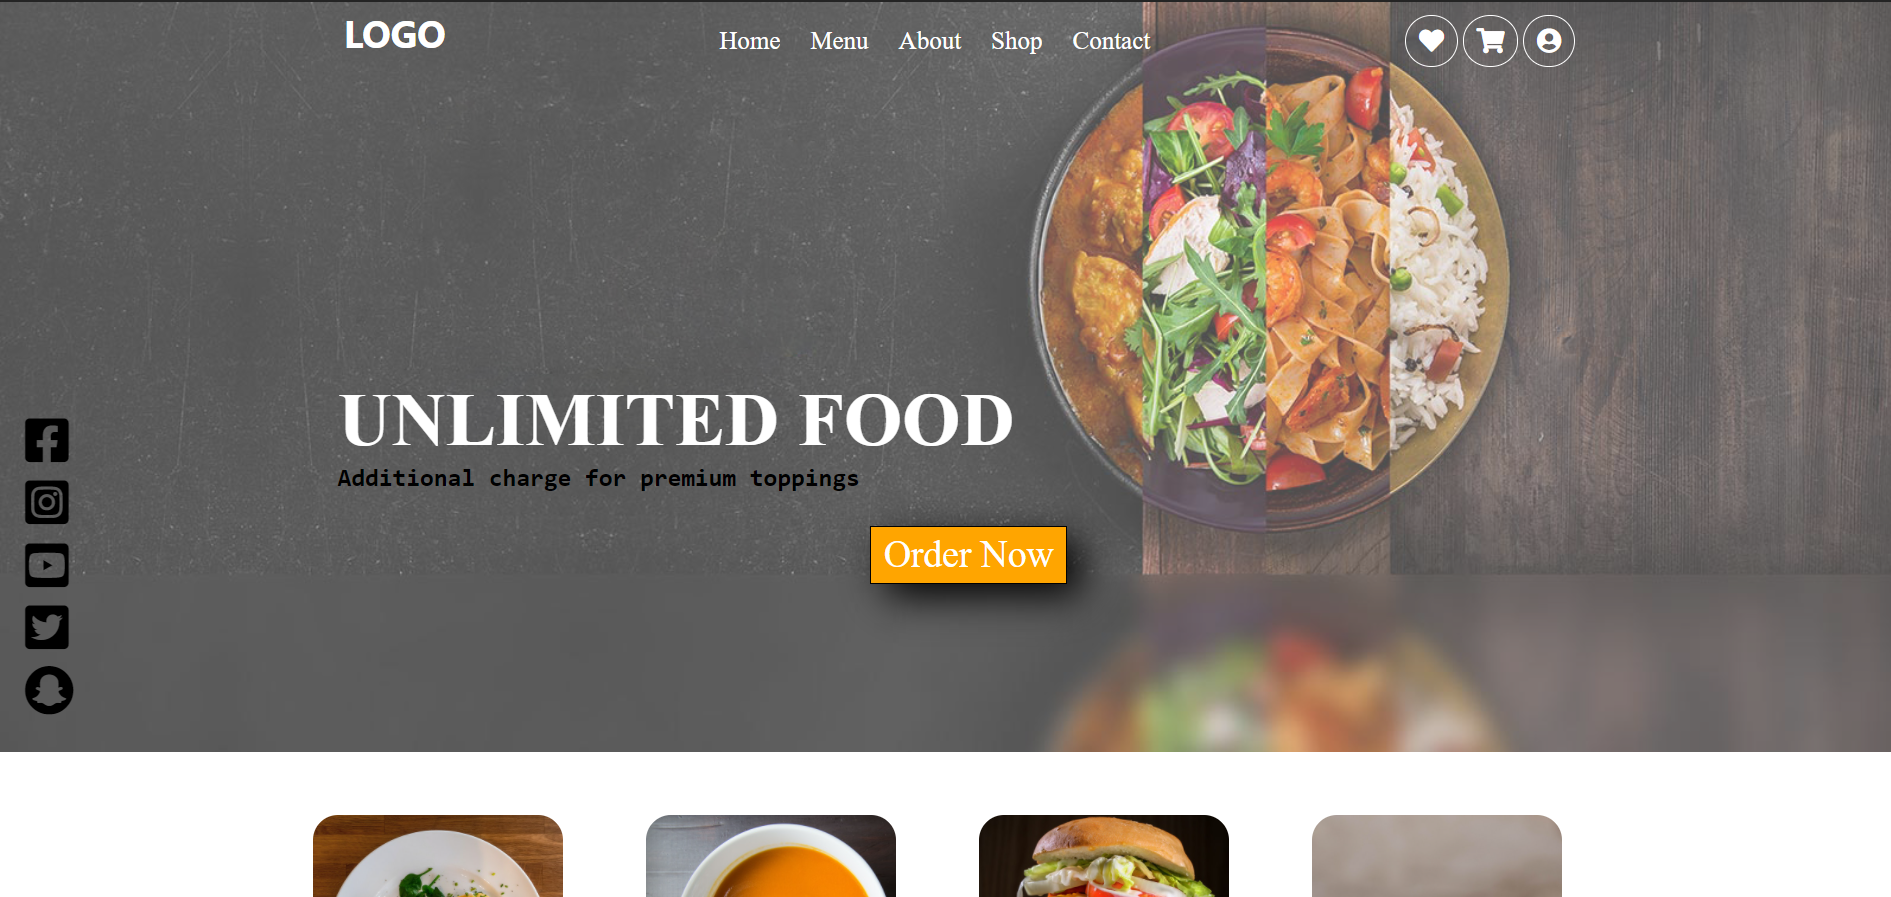 LOGO
Home Menu About Shop Contact
UNLIMITED FOOD
Additional charge for premium toppings
Order Now